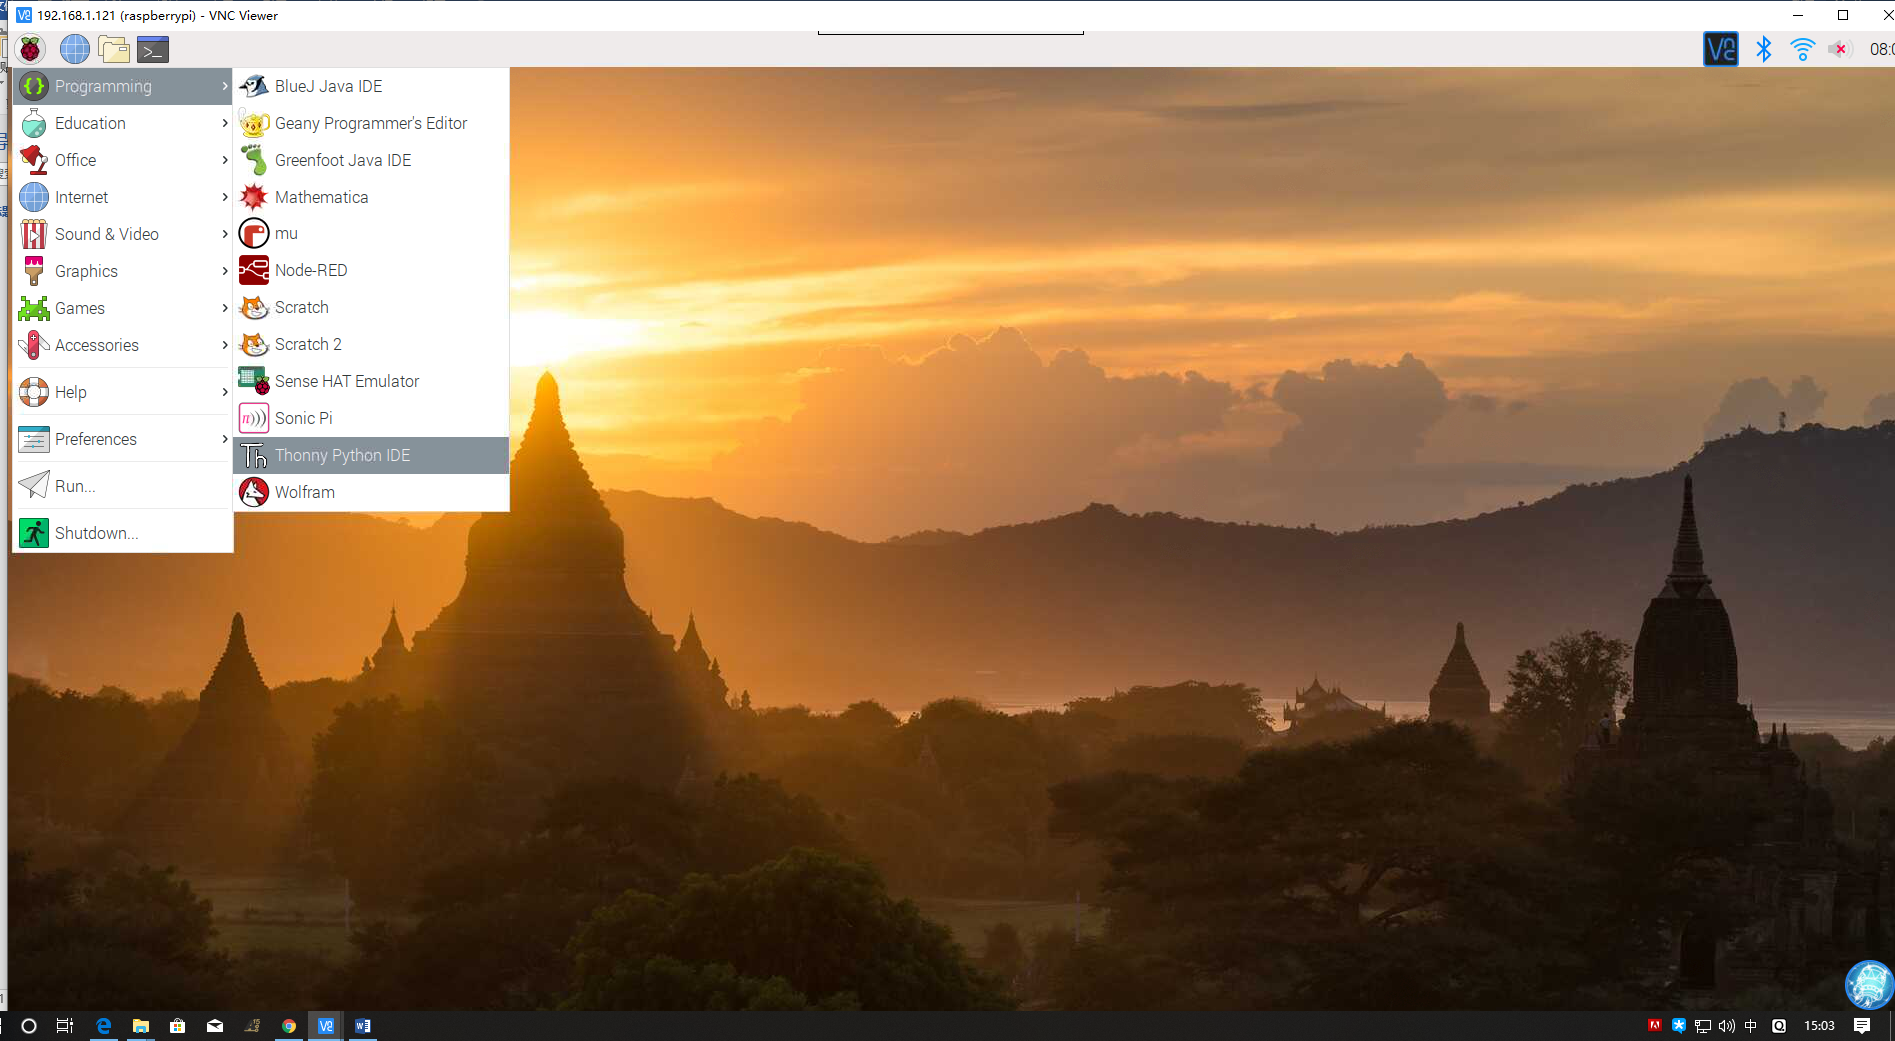 192.168.1.121 (raspberrypi) - VNC Viewer
Programming
Education
Office
Internet
Sound & Video
Graphics
Games
Accessories
Help
Preferences
Run...
Shutdown...
BlueJ Java IDE
Geany Programmer's Editor
Greenfoot Java IDE
Mathematica
mu
Node-RED
Scratch
Scratch 2
Sense HAT Emulator
Sonic Pi
Thonny Python IDE
Wolfram
中
15:03